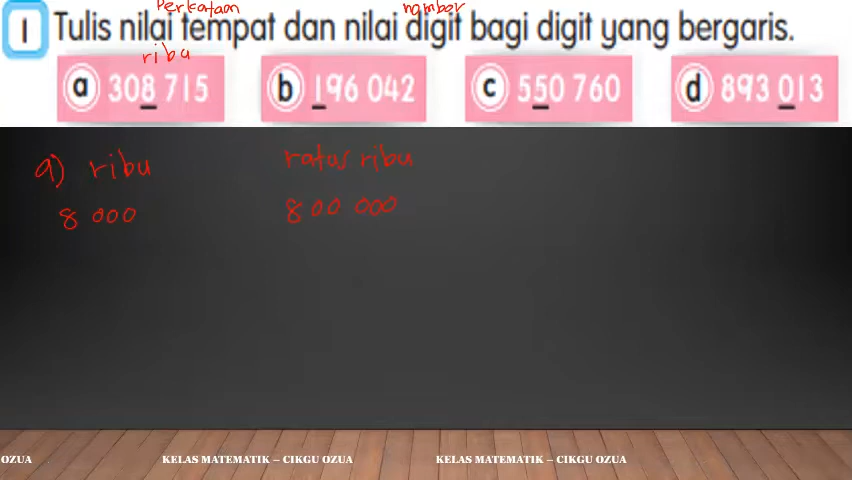 Perkataan nombor
1 Tulis nilai tempat dan nilai digit bagi digit yang bergaris.
ribu
a 308 715 b 196 042 c 550 760 d 893 013
a) ribu ratus ribu
8 000 800 000
OZUA KELAS MATEMATIK – CIKGU OZUA KELAS MATEMATIK – CIKGU OZUA